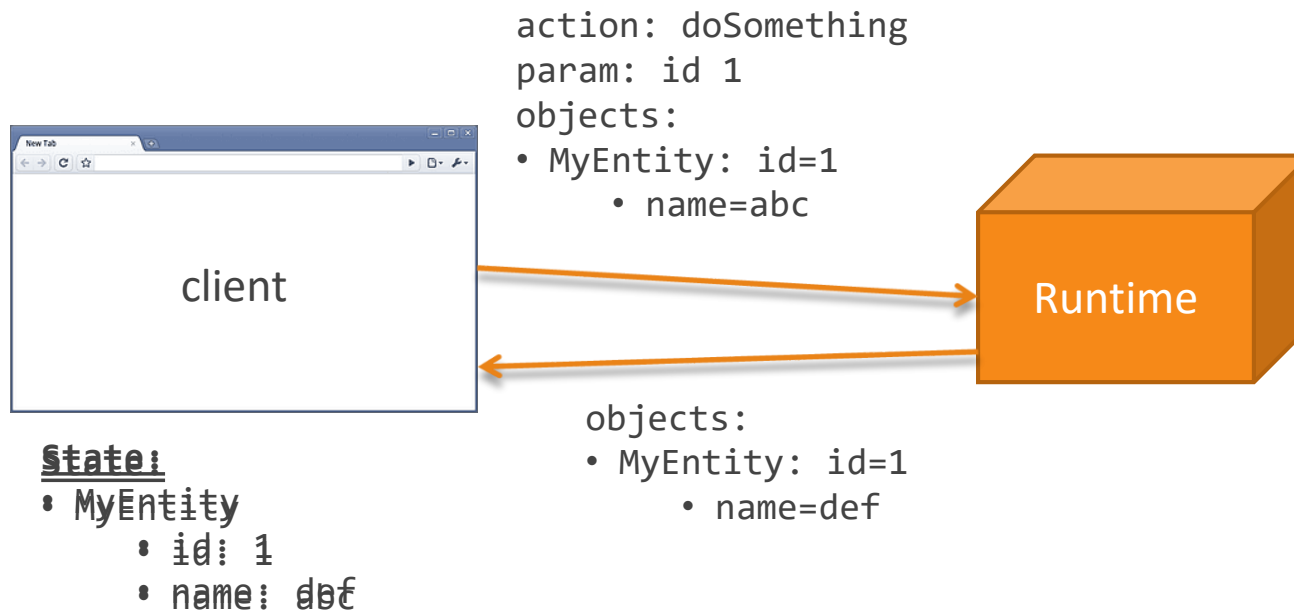 action: doSomething
param: id 1
objects:
• MyEntity: id=1
• name=abc
New Tab
client
Runtime
objects:
• MyEntity: id=1
• name=def
State:
• MyEntity
• id: 1
• name: